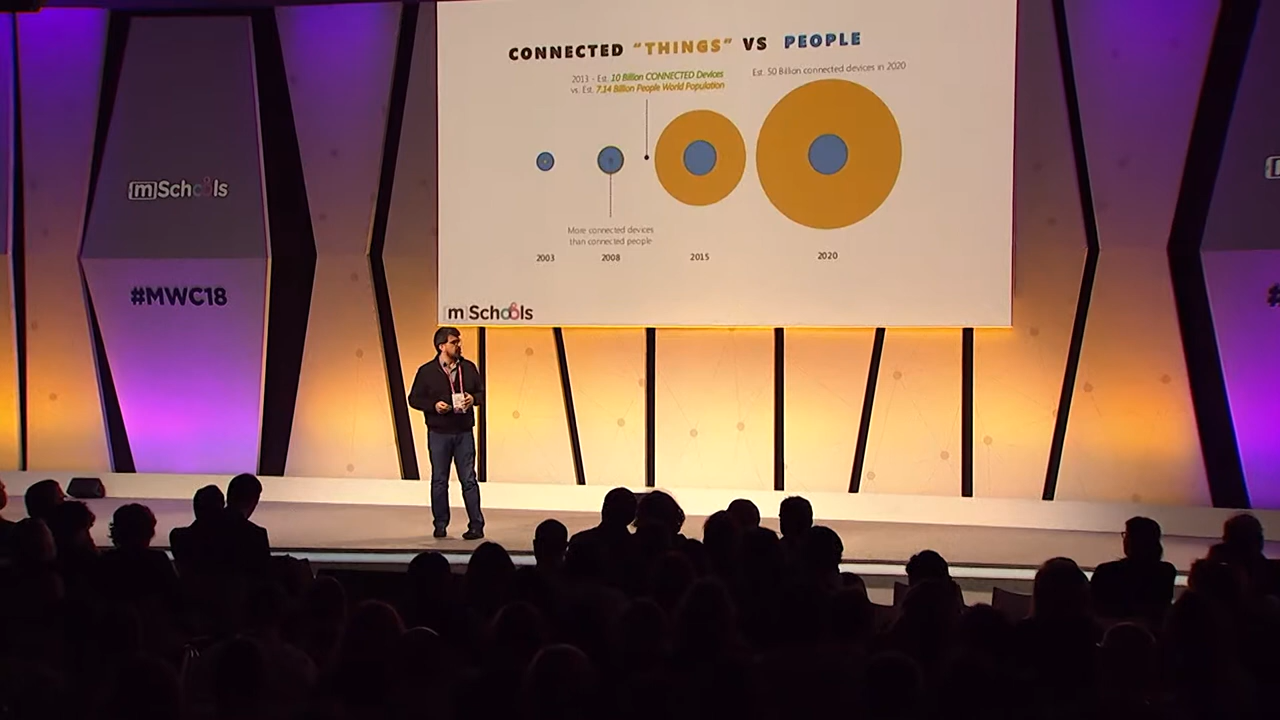 CONNECTED "THINGS" VS PEOPLE
2013 - Est. 10 Billion CONNECTED Devices
vs. Est. 7.14 Billion People World Population
Est. 50 Billion connected devices in 2020
More connected devices
than connected people
2003 2008 2015 2020
mSchools
mSchools
#MWC18